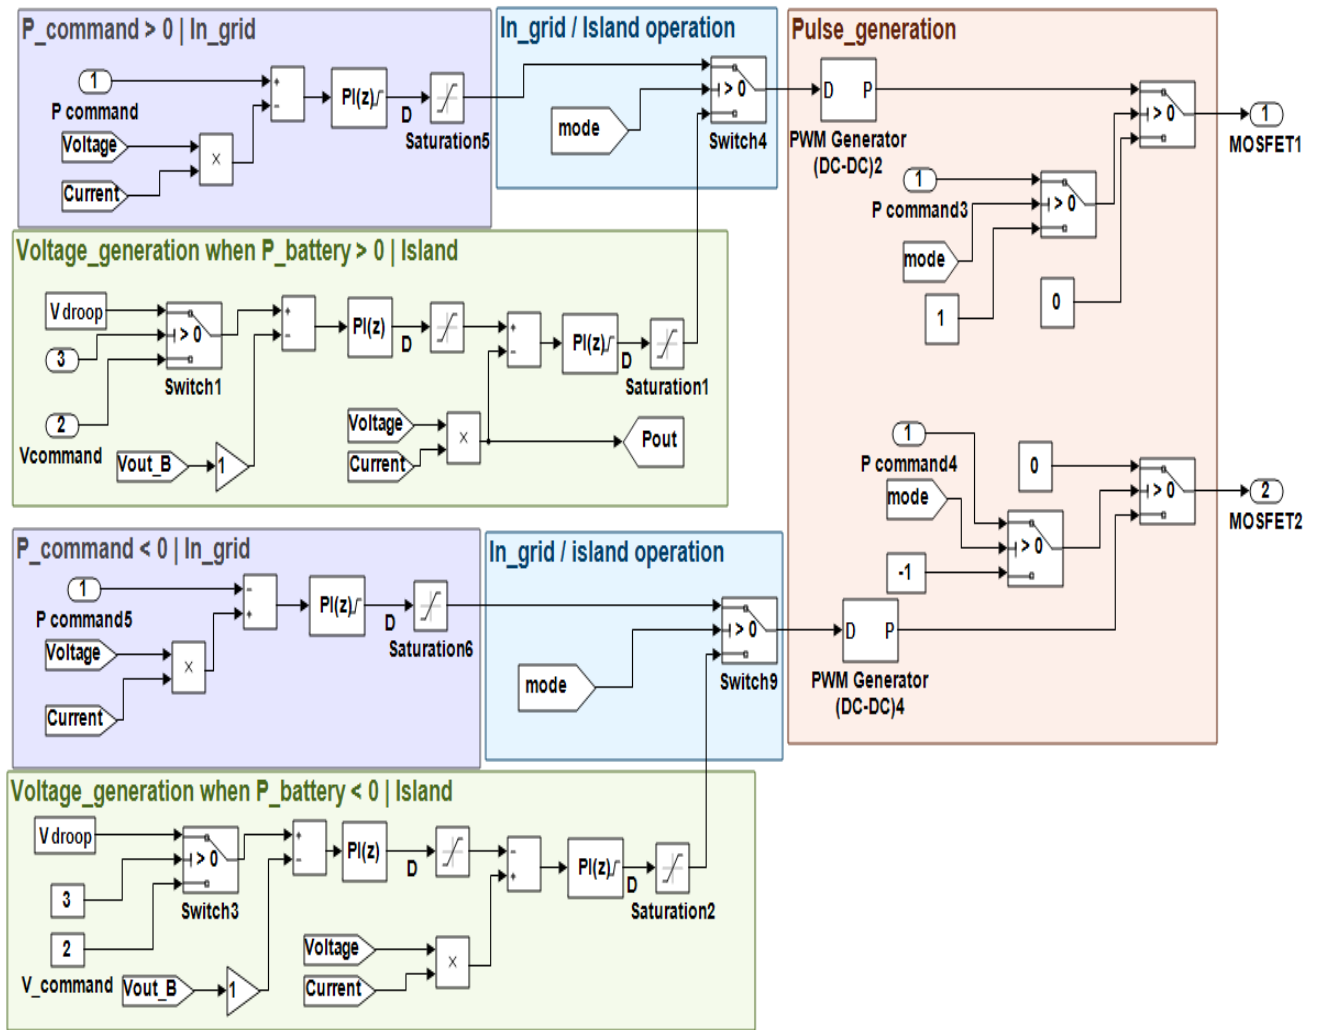 P_command > 0 | In_grid
1
P command
Voltage
Current
×
+
-
PI(z)
D
Saturation5
In_grid / Island operation
mode
> 0
Switch4
Pulse_generation
D P
PWM Generator
(DC-DC)2
1
P command3
mode
1
> 0
0
> 0
1
MOSFET1
Voltage_generation when P_battery > 0 | Island
V droop
3
2
Vcommand
> 0
Switch1
Vout_B
1
+
-
PI(z)
D
Voltage
Current
×
+
-
PI(z)
D
Saturation1
Pout
1
P command4
mode
-1
> 0
0
> 0
2
MOSFET2
P_command < 0 | In_grid
1
P command5
Voltage
Current
×
-
+
PI(z)
D
Saturation6
In_grid / island operation
mode
> 0
Switch9
D P
PWM Generator
(DC-DC)4
Voltage_generation when P_battery < 0 | Island
V droop
3
2
V_command
> 0
Switch3
Vout_B
1
+
-
PI(z)
D
Voltage
Current
×
-
+
PI(z)
D
Saturation2